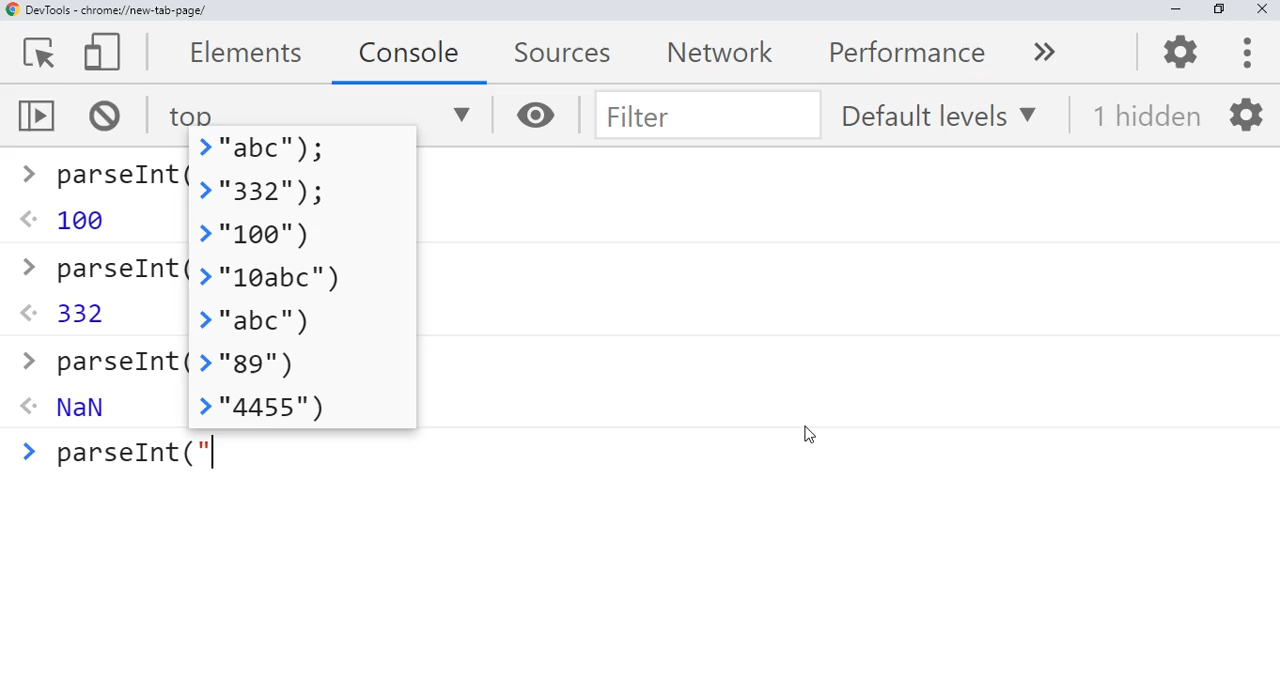 DevTools - chrome://new-tab-page/
Elements Console Sources Network Performance
top Filter Default levels 1 hidden
parseInt(
100
parseInt(
332
parseInt(
NaN
"abc");
"332");
"100")
"10abc")
"abc")
"89")
"4455")
parseInt("